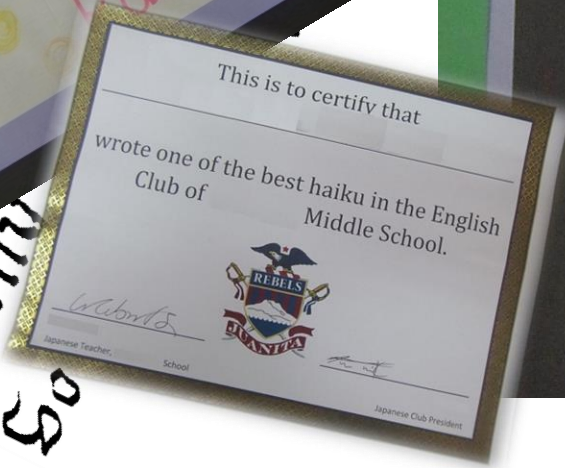 This is to certify that
wrote one of the best haiku in the English
Club of Middle School.
REBELS
JUANITA
Japanese Teacher,
School
Japanese Club President
So